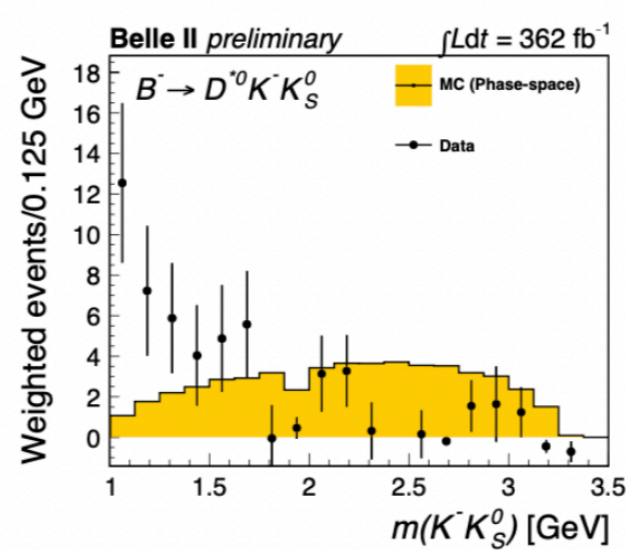 Belle II preliminary ∫Ldt = 362 fb⁻¹
B⁻→ D*⁰K⁻K⁰S
MC (Phase-space)
Data
Weighted events/0.125 GeV
18
16
14
12
10
8
6
4
2
0
1 1.5 2 2.5 3 3.5
m(K⁻K⁰S) [GeV]